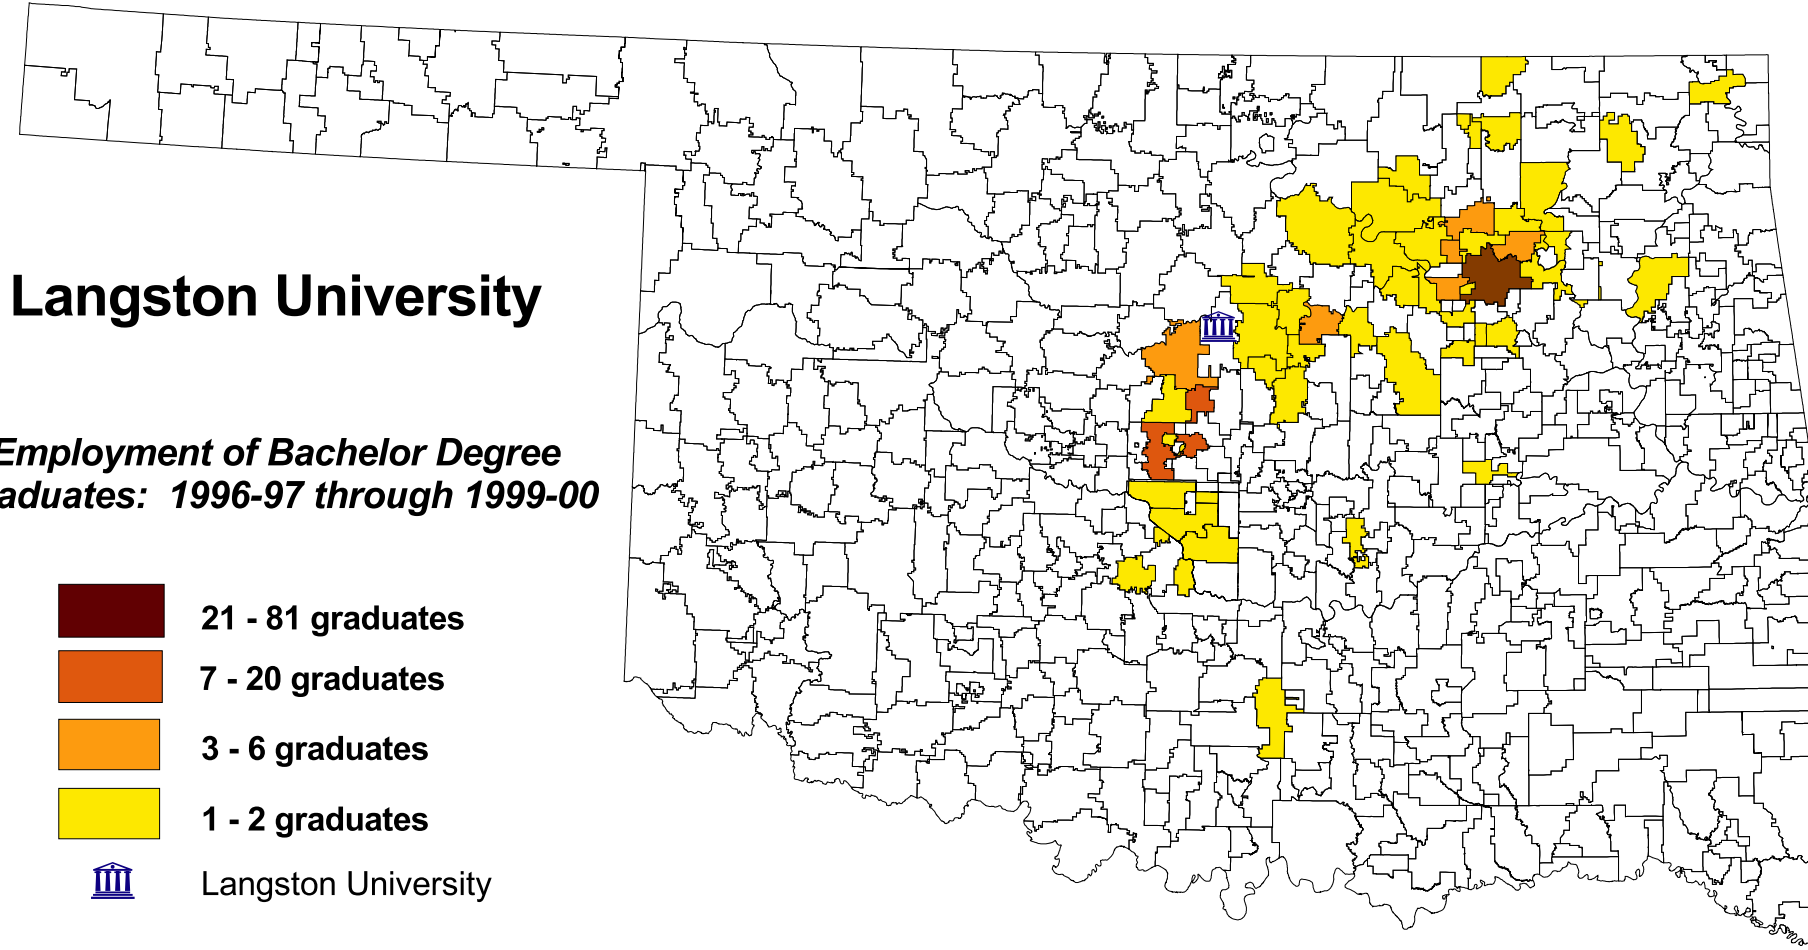 Langston University
Employment of Bachelor Degree
aduates: 1996-97 through 1999-00
21 - 81 graduates
7 - 20 graduates
3 - 6 graduates
1 - 2 graduates
Langston University